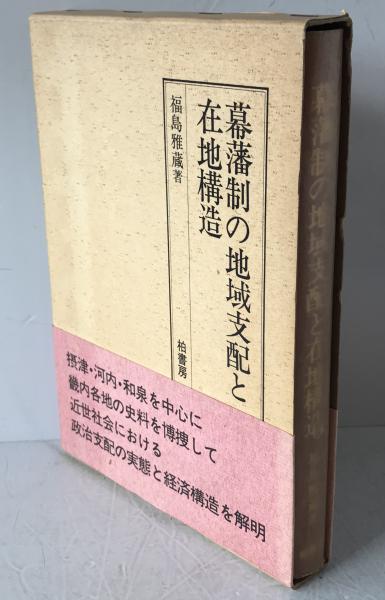 幕藩制の地域支配と
在地構造
福島雅蔵著
柏書房
摂津・河内・和泉を中心に
畿内各地の史料を博捜して
近世社会における
政治支配の実態と経済構造を解明